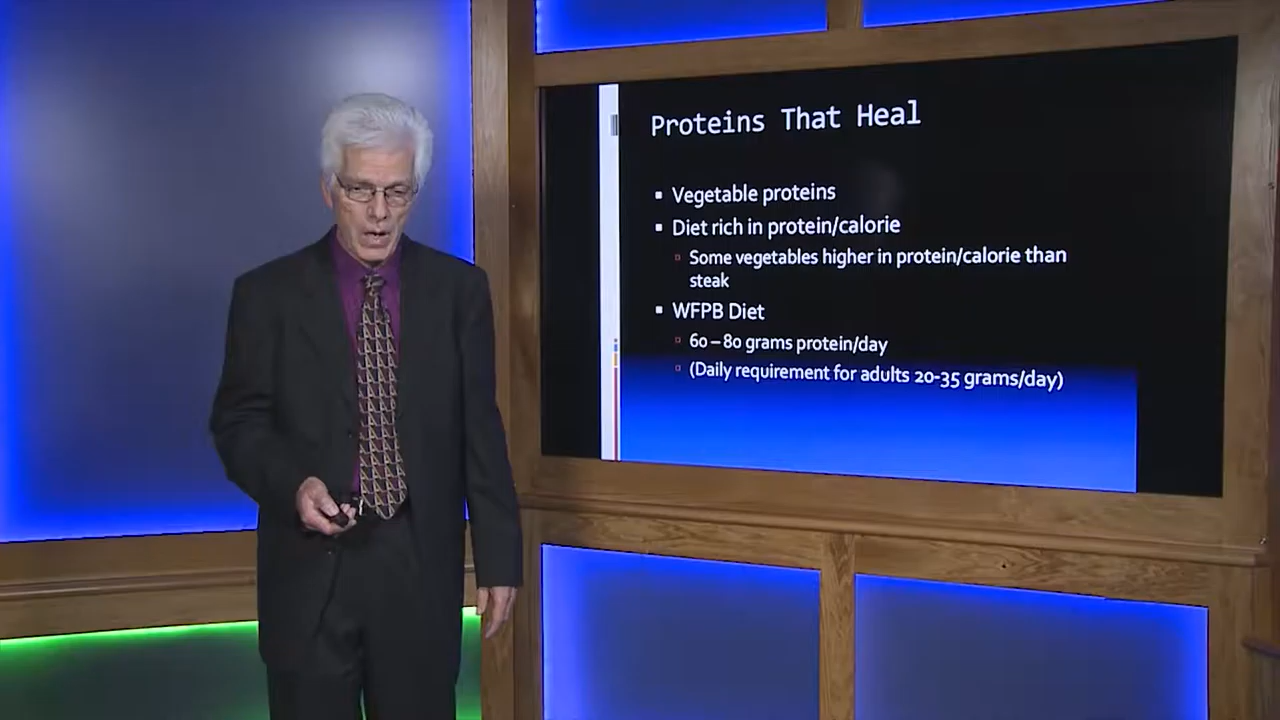 Proteins That Heal
Vegetable proteins
Diet rich in protein/calorie
Some vegetables higher in protein/calorie than
steak
WFPB Diet
60 – 80 grams protein/day
(Daily requirement for adults 20-35 grams/day)